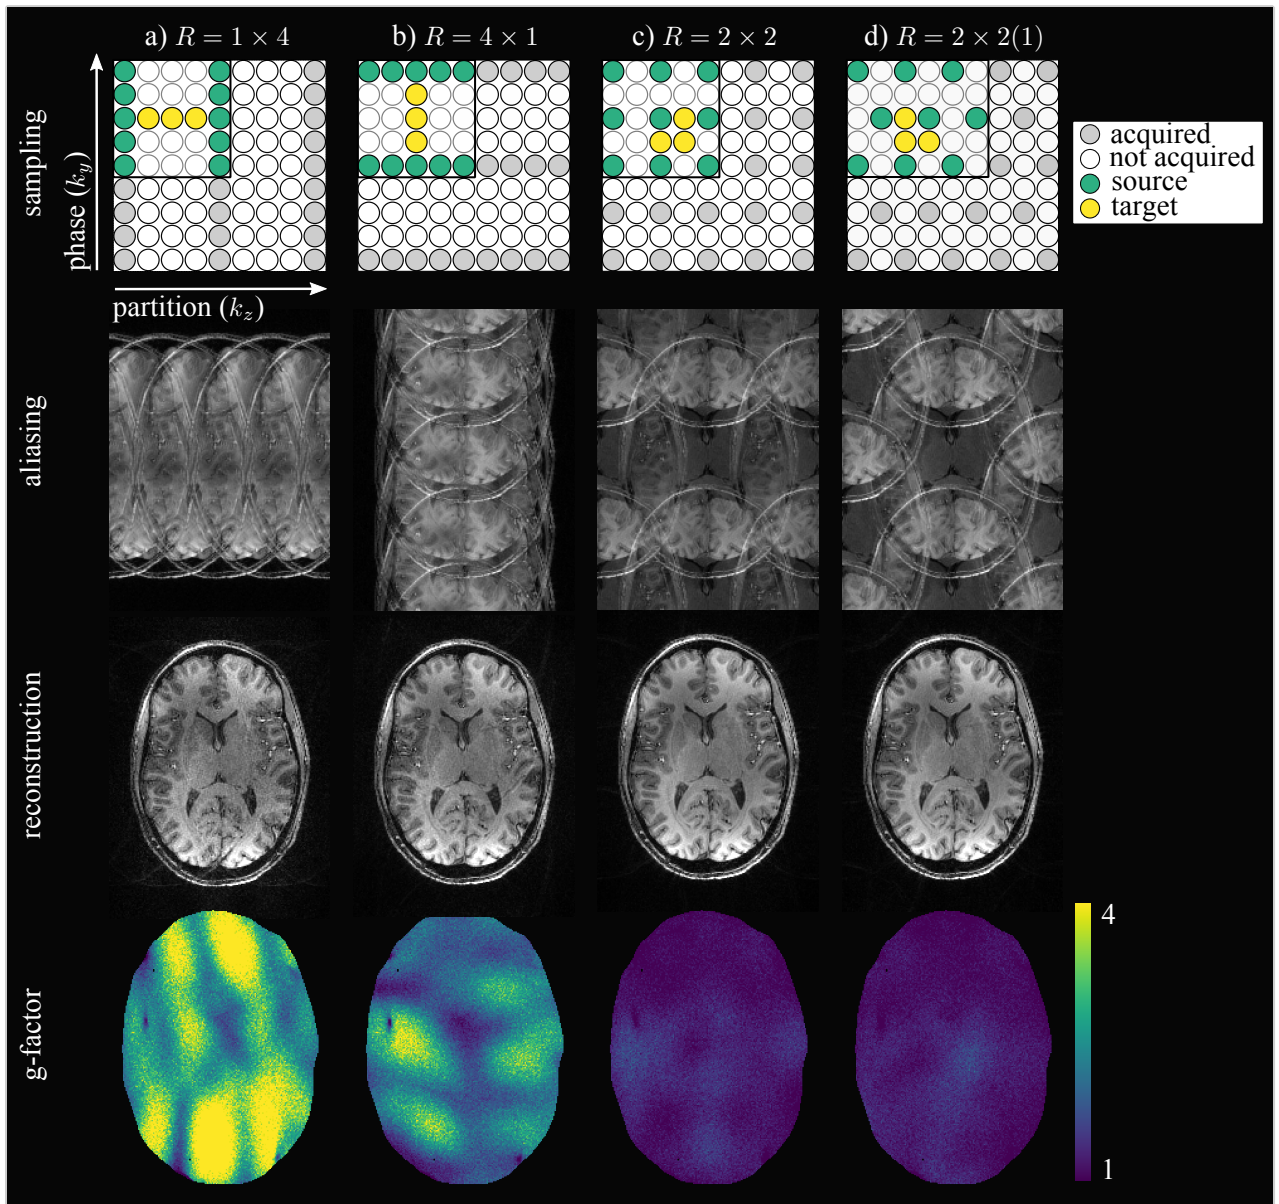 a) R = 1 × 4
b) R = 4 × 1
c) R = 2 × 2
d) R = 2 × 2(1)
sampling
phase (k_y)
partition (k_z)
acquired
not acquired
source
target
aliasing
reconstruction
g-factor
4
1